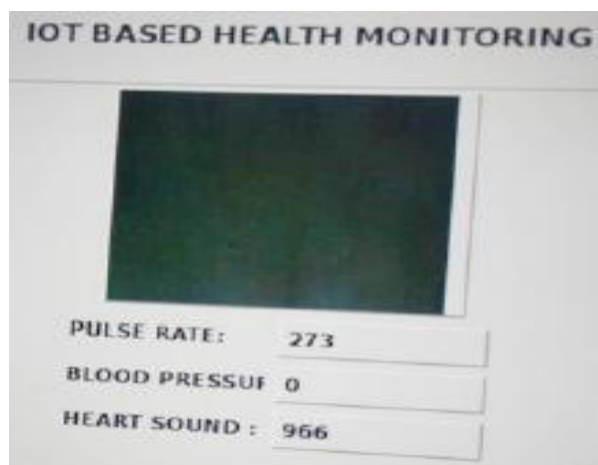 IOT BASED HEALTH MONITORING
PULSE RATE: 273
BLOOD PRESSUF 0
HEART SOUND : 966